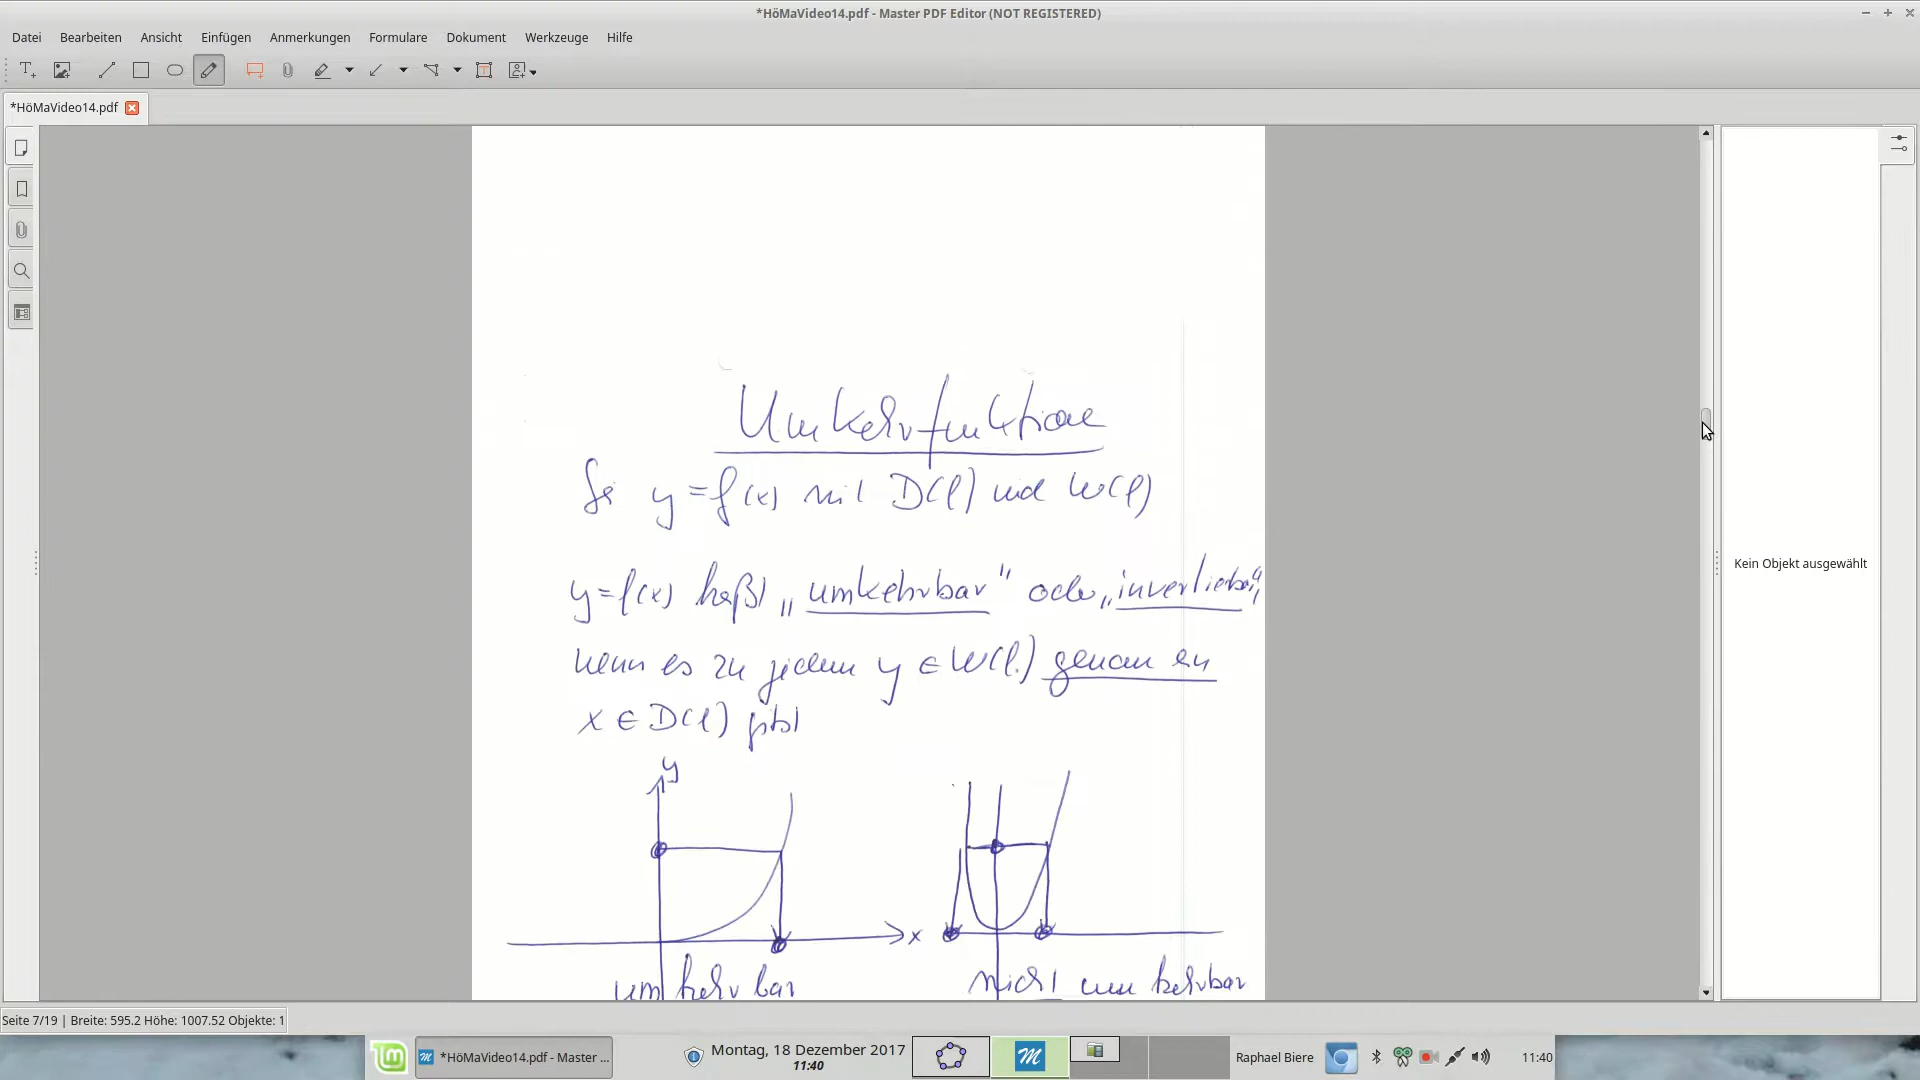 *HöMaVideo14.pdf - Master PDF Editor (NOT REGISTERED)
Datei Bearbeiten Ansicht Einfügen Anmerkungen Formulare Dokument Werkzeuge Hilfe
*HöMaVideo14.pdf
Umkehrfunktion
Sei y=f(x) mit D(f) und W(f)
y=f(x) heißt „umkehrbar" oder „invertierbar",
wenn es zu jedem y ∈ W(f) genau ein
x ∈ D(f) gibt
y
x
umkehrbar
nicht umkehrbar
Kein Objekt ausgewählt
Seite 7/19 | Breite: 595.2 Höhe: 1007.52 Objekte: 1
*HöMaVideo14.pdf - Master ...
Montag, 18 Dezember 2017
11:40
Raphael Biere
11:40